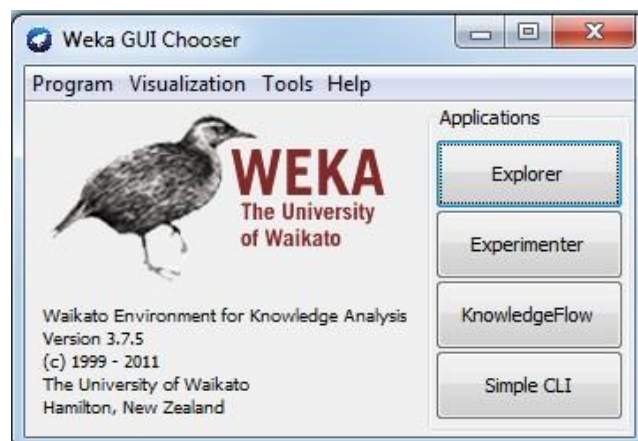 Weka GUI Chooser
Program Visualization Tools Help
WEKA
The University
of Waikato
Waikato Environment for Knowledge Analysis
Version 3.7.5
(c) 1999 - 2011
The University of Waikato
Hamilton, New Zealand
Applications
Explorer
Experimenter
KnowledgeFlow
Simple CLI